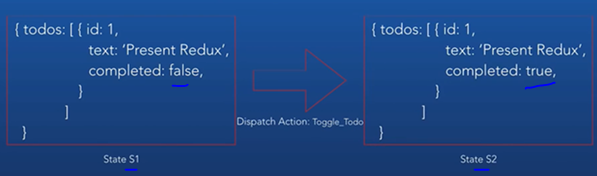 { todos: [ { id: 1,
text: ‘Present Redux’,
completed: false,
}
]
}
State S1
Dispatch Action: Toggle_Todo
{ todos: [ { id: 1,
text: ‘Present Redux’,
completed: true,
}
]
}
State S2